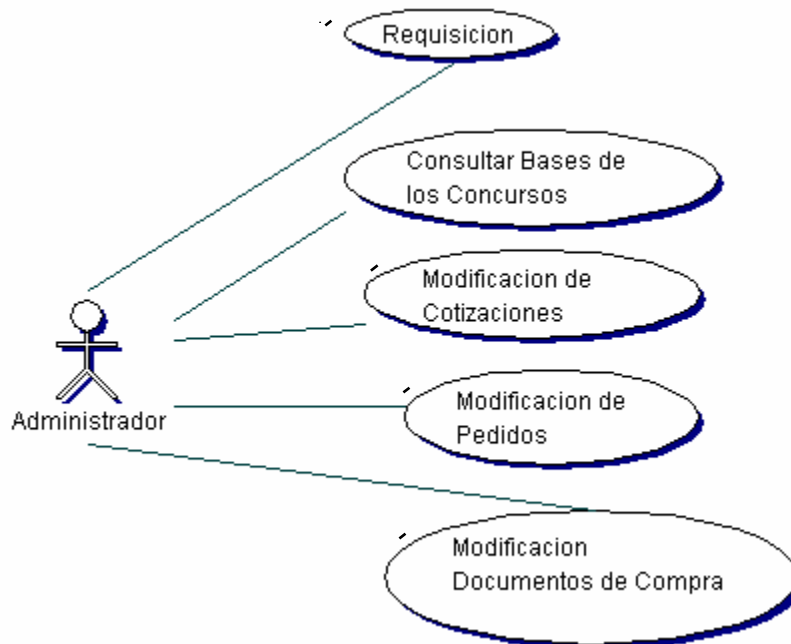 Requisicion
Consultar Bases de
los Concursos
Modificacion de
Cotizaciones
Administrador
Modificacion de
Pedidos
Modificacion
Documentos de Compra